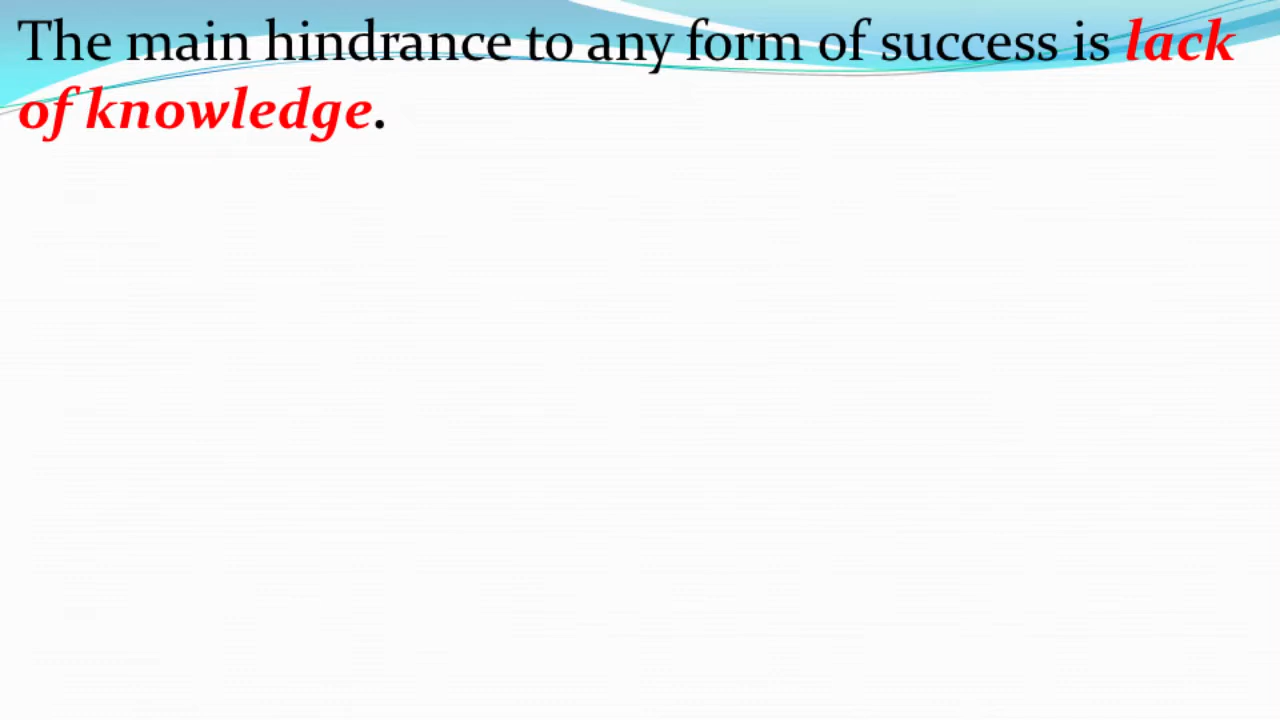 The main hindrance to any form of success is lack
of knowledge.